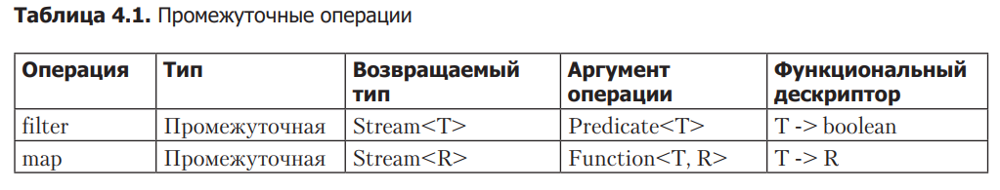 Таблица 4.1. Промежуточные операции
Операция Тип Возвращаемый тип Аргумент операции Функциональный дескриптор
filter Промежуточная Stream<T> Predicate<T> T -> boolean
map Промежуточная Stream<R> Function<T, R> T -> R